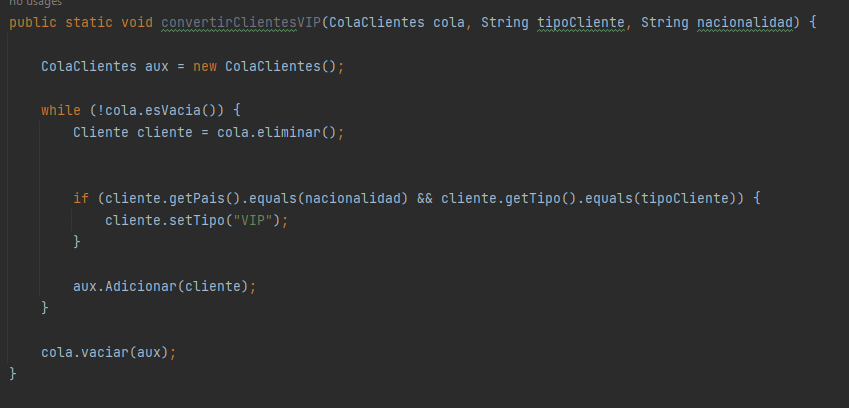 no usages
public static void convertirClientesVIP(ColaClientes cola, String tipoCliente, String nacionalidad) {
ColaClientes aux = new ColaClientes();
while (!cola.esVacia()) {
Cliente cliente = cola.eliminar();
if (cliente.getPais().equals(nacionalidad) && cliente.getTipo().equals(tipoCliente)) {
cliente.setTipo("VIP");
}
aux.Adicionar(cliente);
}
cola.vaciar(aux);
}